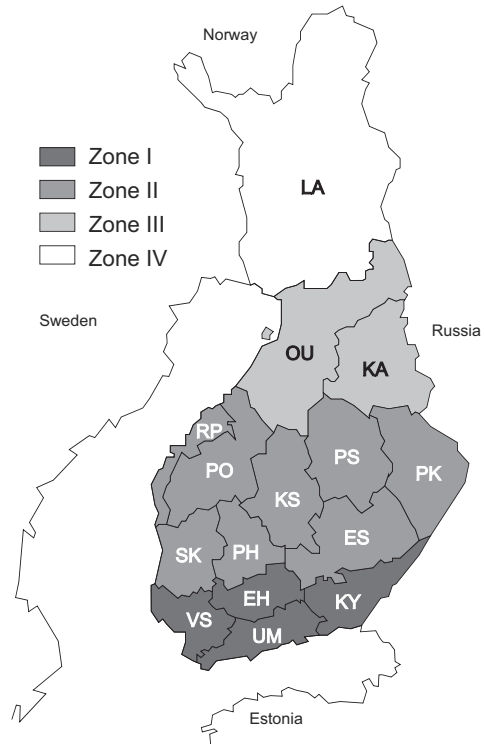 Norway
Zone I
Zone II
Zone III
Zone IV
LA
Sweden
Russia
OU
KA
RP
PO
PS
PK
KS
SK
PH
ES
EH
KY
VS
UM
Estonia